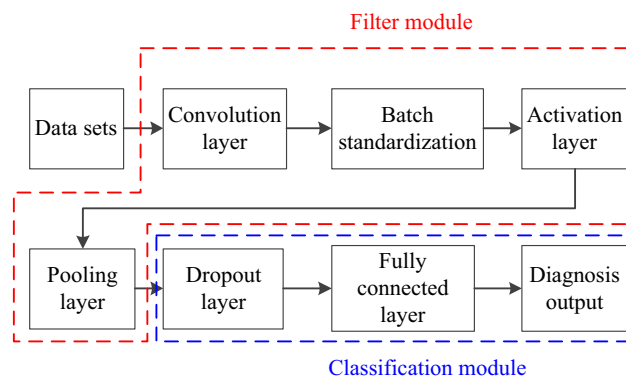 Filter module
Data sets
Convolution
layer
Batch
standardization
Activation
layer
Pooling
layer
Dropout
layer
Fully
connected
layer
Diagnosis
output
Classification module